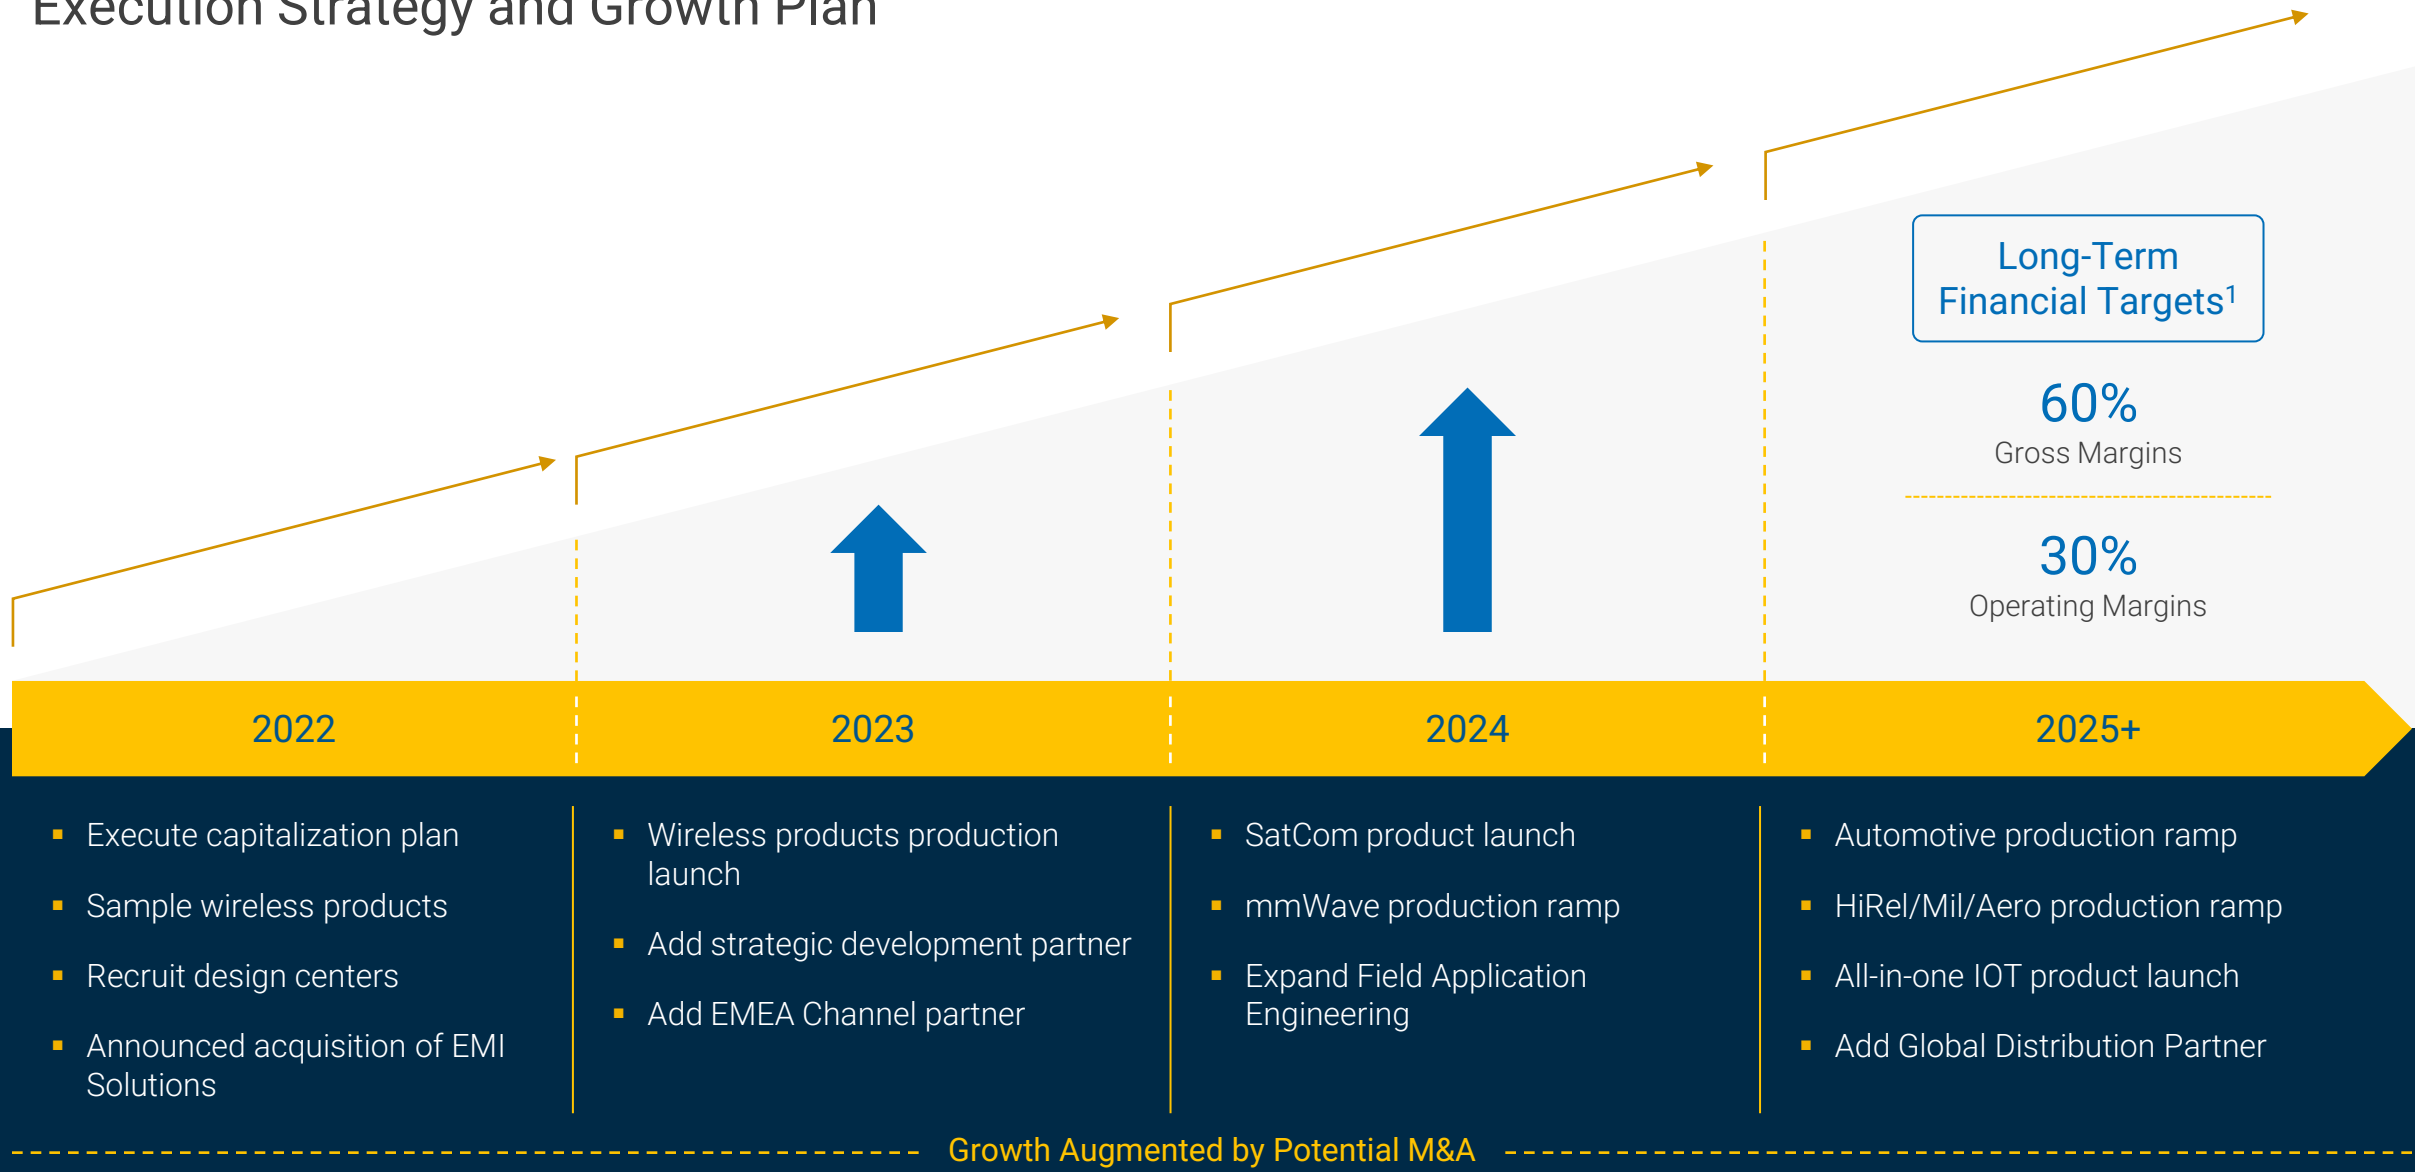 Execution Strategy and Growth Plan
Long-Term
Financial Targets¹
60%
Gross Margins
30%
Operating Margins
2022
2023
2024
2025+
▪ Execute capitalization plan
▪ Sample wireless products
▪ Recruit design centers
▪ Announced acquisition of EMI
Solutions
▪ Wireless products production
launch
▪ Add strategic development partner
▪ Add EMEA Channel partner
▪ SatCom product launch
▪ mmWave production ramp
▪ Expand Field Application
Engineering
▪ Automotive production ramp
▪ HiRel/Mil/Aero production ramp
▪ All-in-one IOT product launch
▪ Add Global Distribution Partner
Growth Augmented by Potential M&A